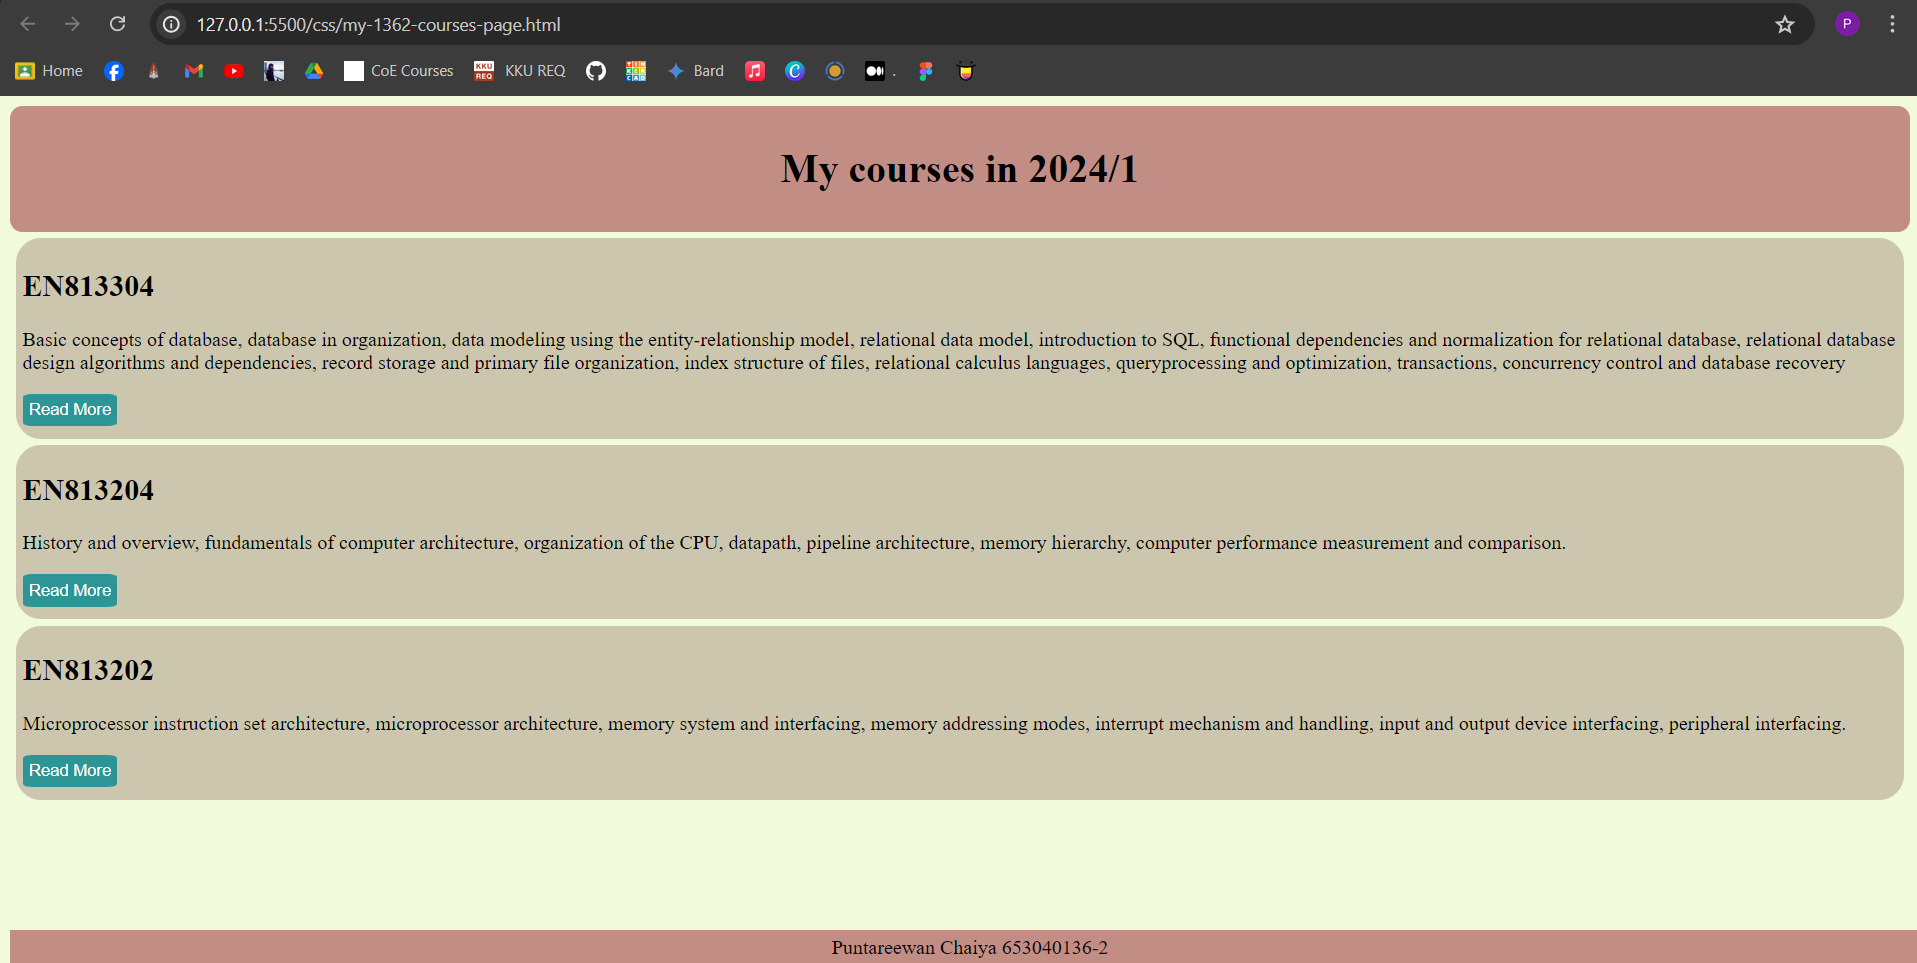 127.0.0.1:5500/css/my-1362-courses-page.html
P
Home
CoE Courses
KKU REQ
KKU REQ
Bard
.
My courses in 2024/1
EN813304
Basic concepts of database, database in organization, data modeling using the entity-relationship model, relational data model, introduction to SQL, functional dependencies and normalization for relational database, relational database
design algorithms and dependencies, record storage and primary file organization, index structure of files, relational calculus languages, queryprocessing and optimization, transactions, concurrency control and database recovery
Read More
EN813204
History and overview, fundamentals of computer architecture, organization of the CPU, datapath, pipeline architecture, memory hierarchy, computer performance measurement and comparison.
Read More
EN813202
Microprocessor instruction set architecture, microprocessor architecture, memory system and interfacing, memory addressing modes, interrupt mechanism and handling, input and output device interfacing, peripheral interfacing.
Read More
Puntareewan Chaiya 653040136-2